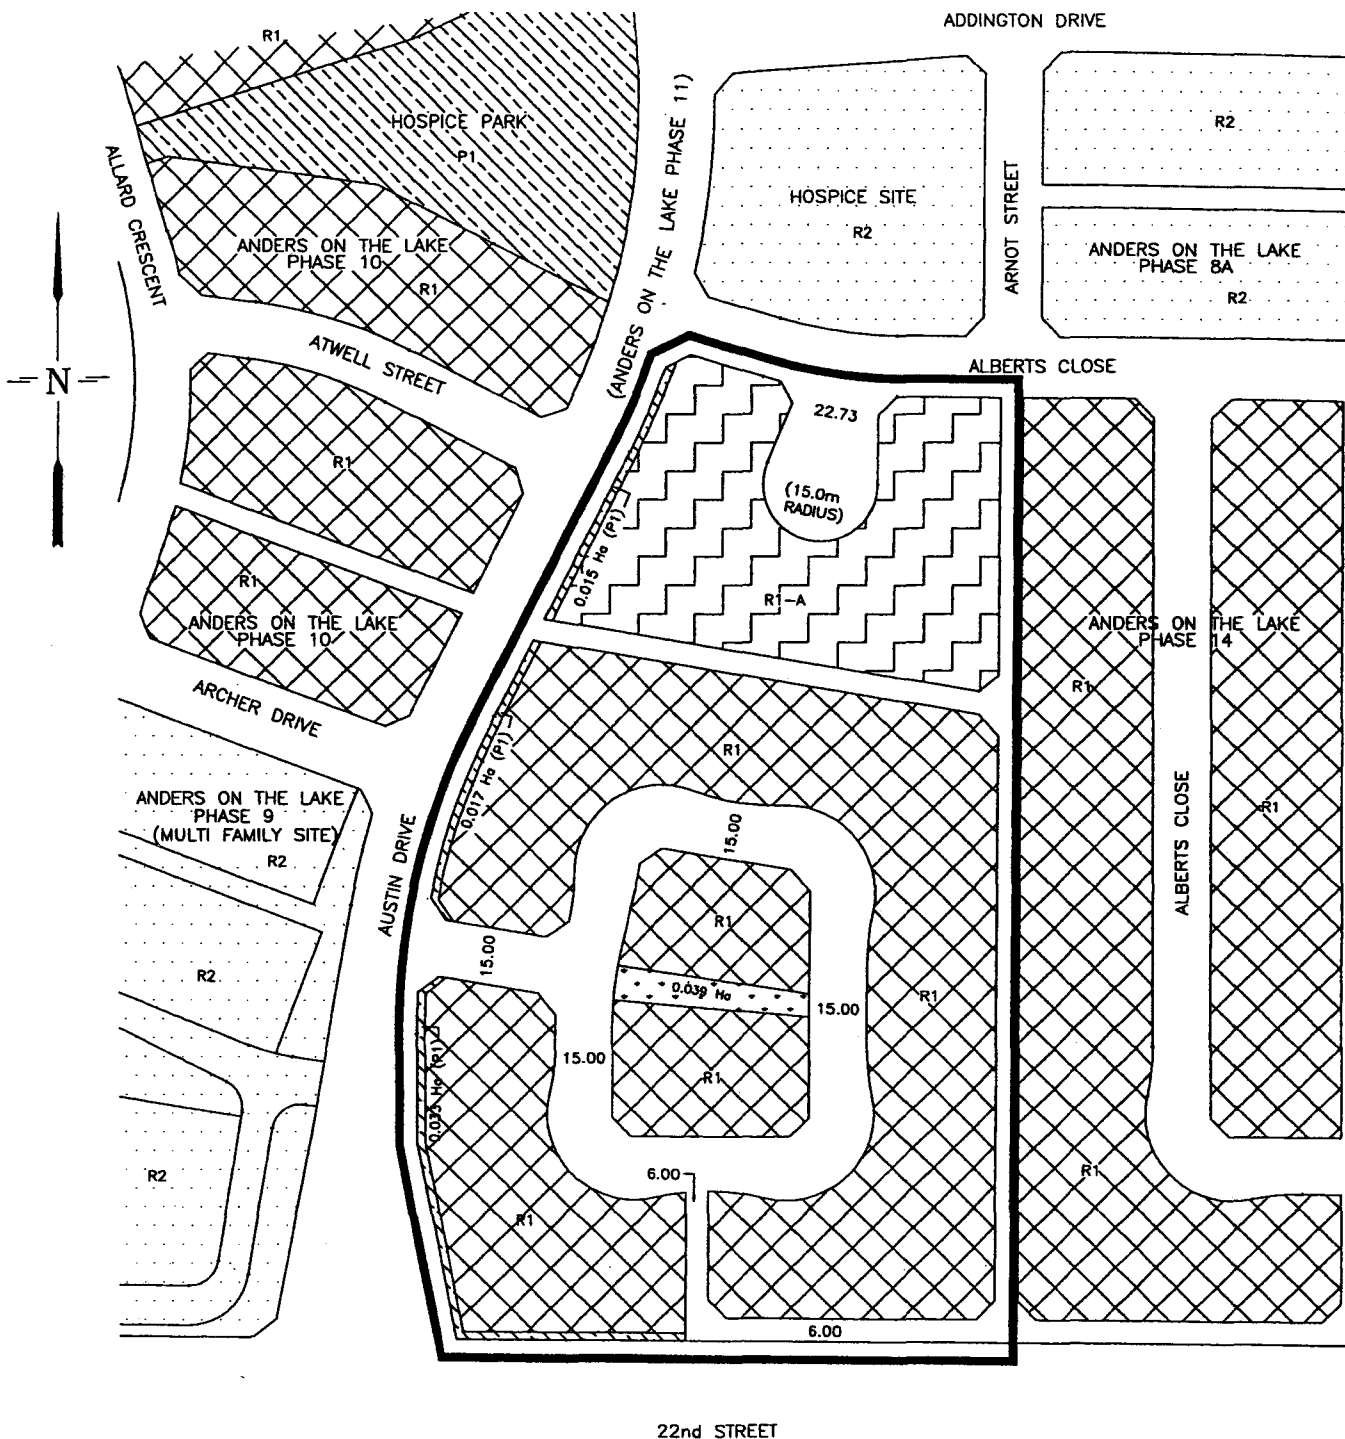 ADDINGTON DRIVE
R1
HOSPICE PARK
P1
R2
ALLARD CRESCENT
(ANDERS ON THE LAKE PHASE 11)
HOSPICE SITE
R2
ARNOT STREET
ANDERS ON THE LAKE
PHASE 10
R1
ANDERS ON THE LAKE
PHASE 8A
R2
ATWELL STREET
ALBERTS CLOSE
N
22.73
R1
(15.0m
RADIUS)
0.015 Ha (P1)
R1-A
R1
ANDERS ON THE LAKE
PHASE 10
ANDERS ON THE LAKE
PHASE 14
R1
ARCHER DRIVE
0.017 Ha (P1)
R1
ANDERS ON THE LAKE
PHASE 9
(MULTI FAMILY SITE)
R2
AUSTIN DRIVE
15.00
ALBERTS CLOSE
R1
R1
R2
15.00
0.039 Ha
R1
15.00
15.00
0.033 Ha (P1)
R1
R2
6.00
R1
R1
6.00
22nd STREET